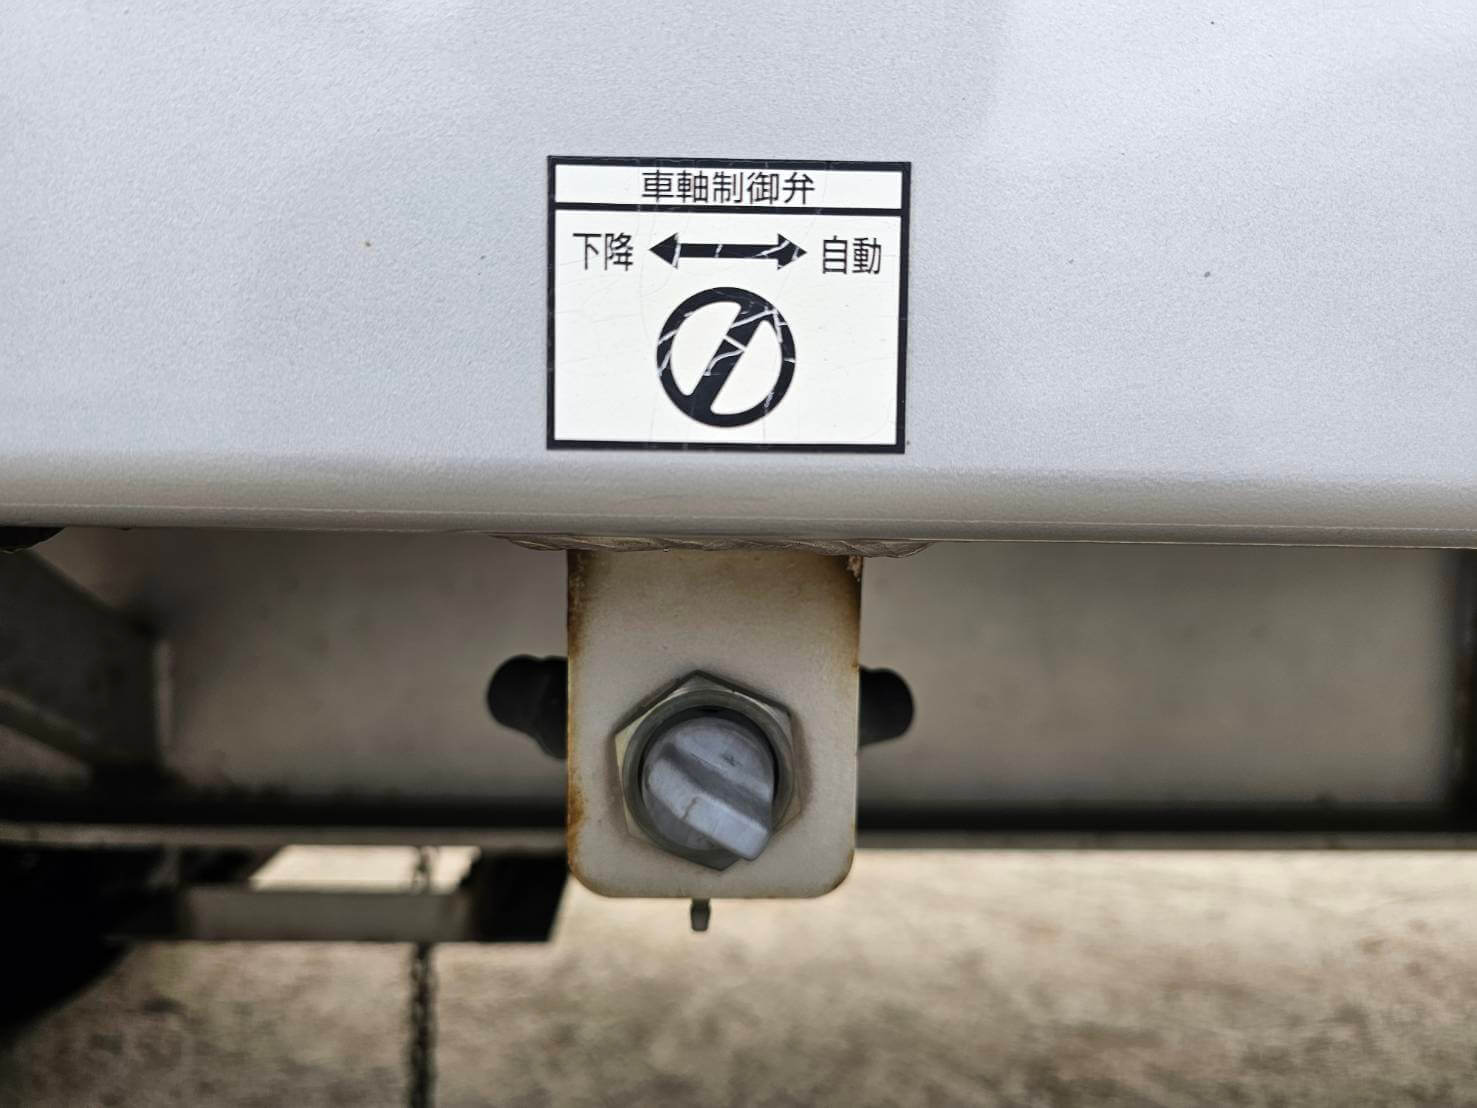 車軸制御弁
下降 ⟷ 自動